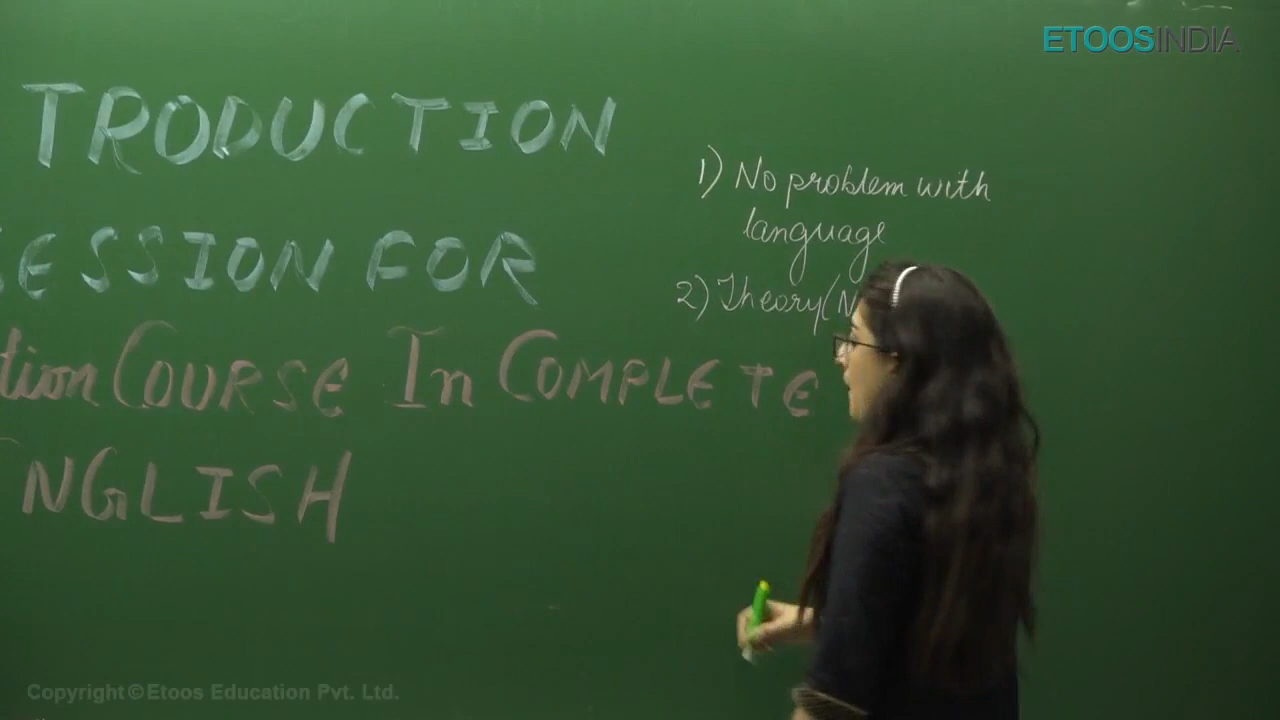 ETOOSINDIA
TRODUCTION
ESSION FOR
tion COURSE In COMPLETE
NGLISH
1) No problem with
language
2) Theory(N
Copyright©Etoos Education Pvt. Ltd.